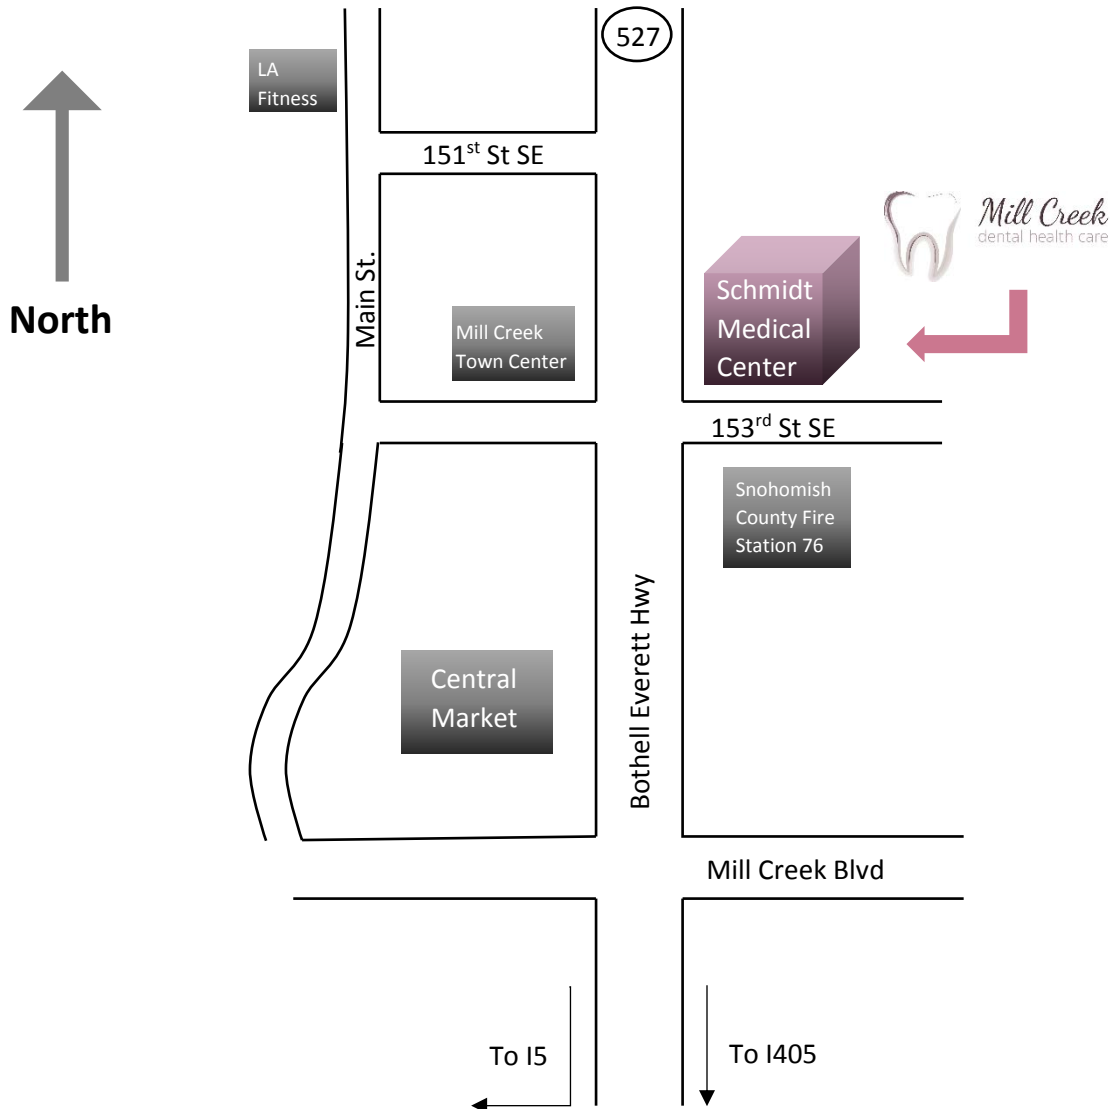 527
LA
Fitness
151st St SE
Mill Creek
dental health care
North
Main St.
Mill Creek
Town Center
Schmidt
Medical
Center
153rd St SE
Snohomish
County Fire
Station 76
Bothell Everett Hwy
Central
Market
Mill Creek Blvd
To I5
To I405